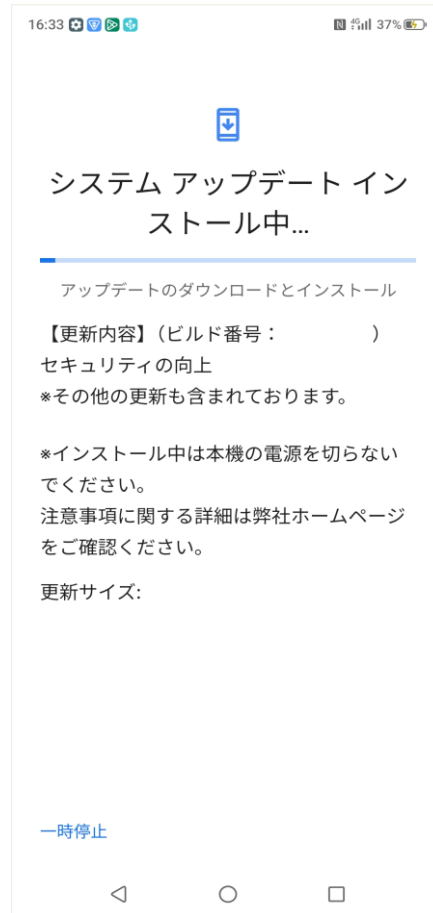 16:33 4G 37%
システム アップデート イン
ストール中...
アップデートのダウンロードとインストール
【更新内容】（ビルド番号：　　　　　）
セキュリティの向上
*その他の更新も含まれております。
*インストール中は本機の電源を切らない
でください。
注意事項に関する詳細は弊社ホームページ
をご確認ください。
更新サイズ:
一時停止